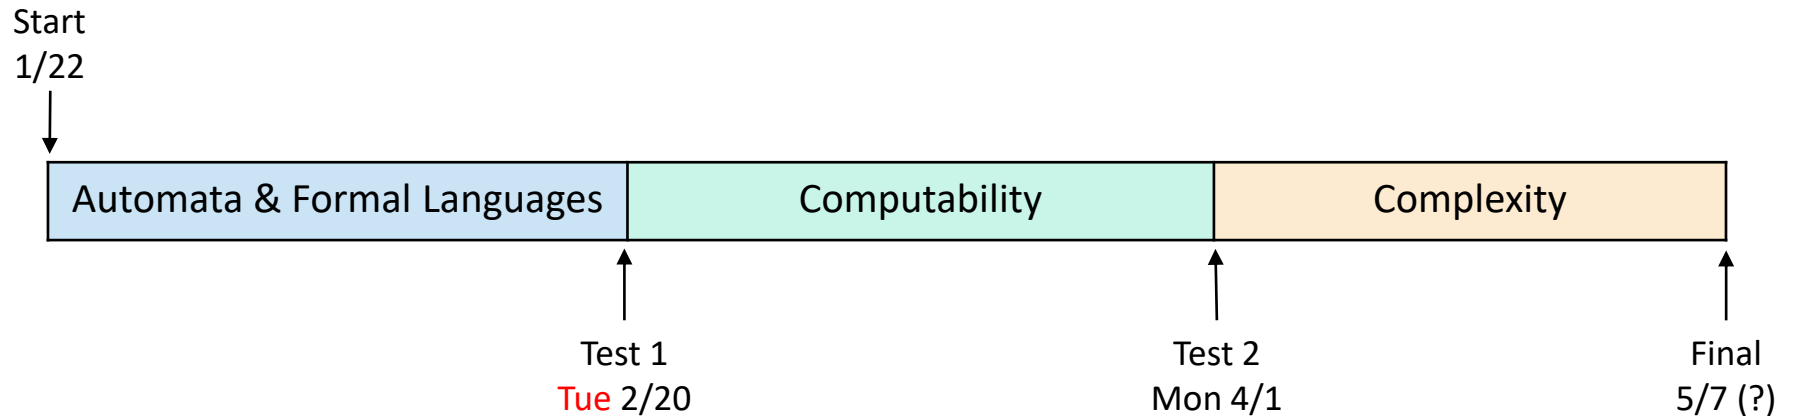 Start
1/22
Automata & Formal Languages
Computability
Complexity
Test 1
Tue 2/20
Test 2
Mon 4/1
Final
5/7 (?)